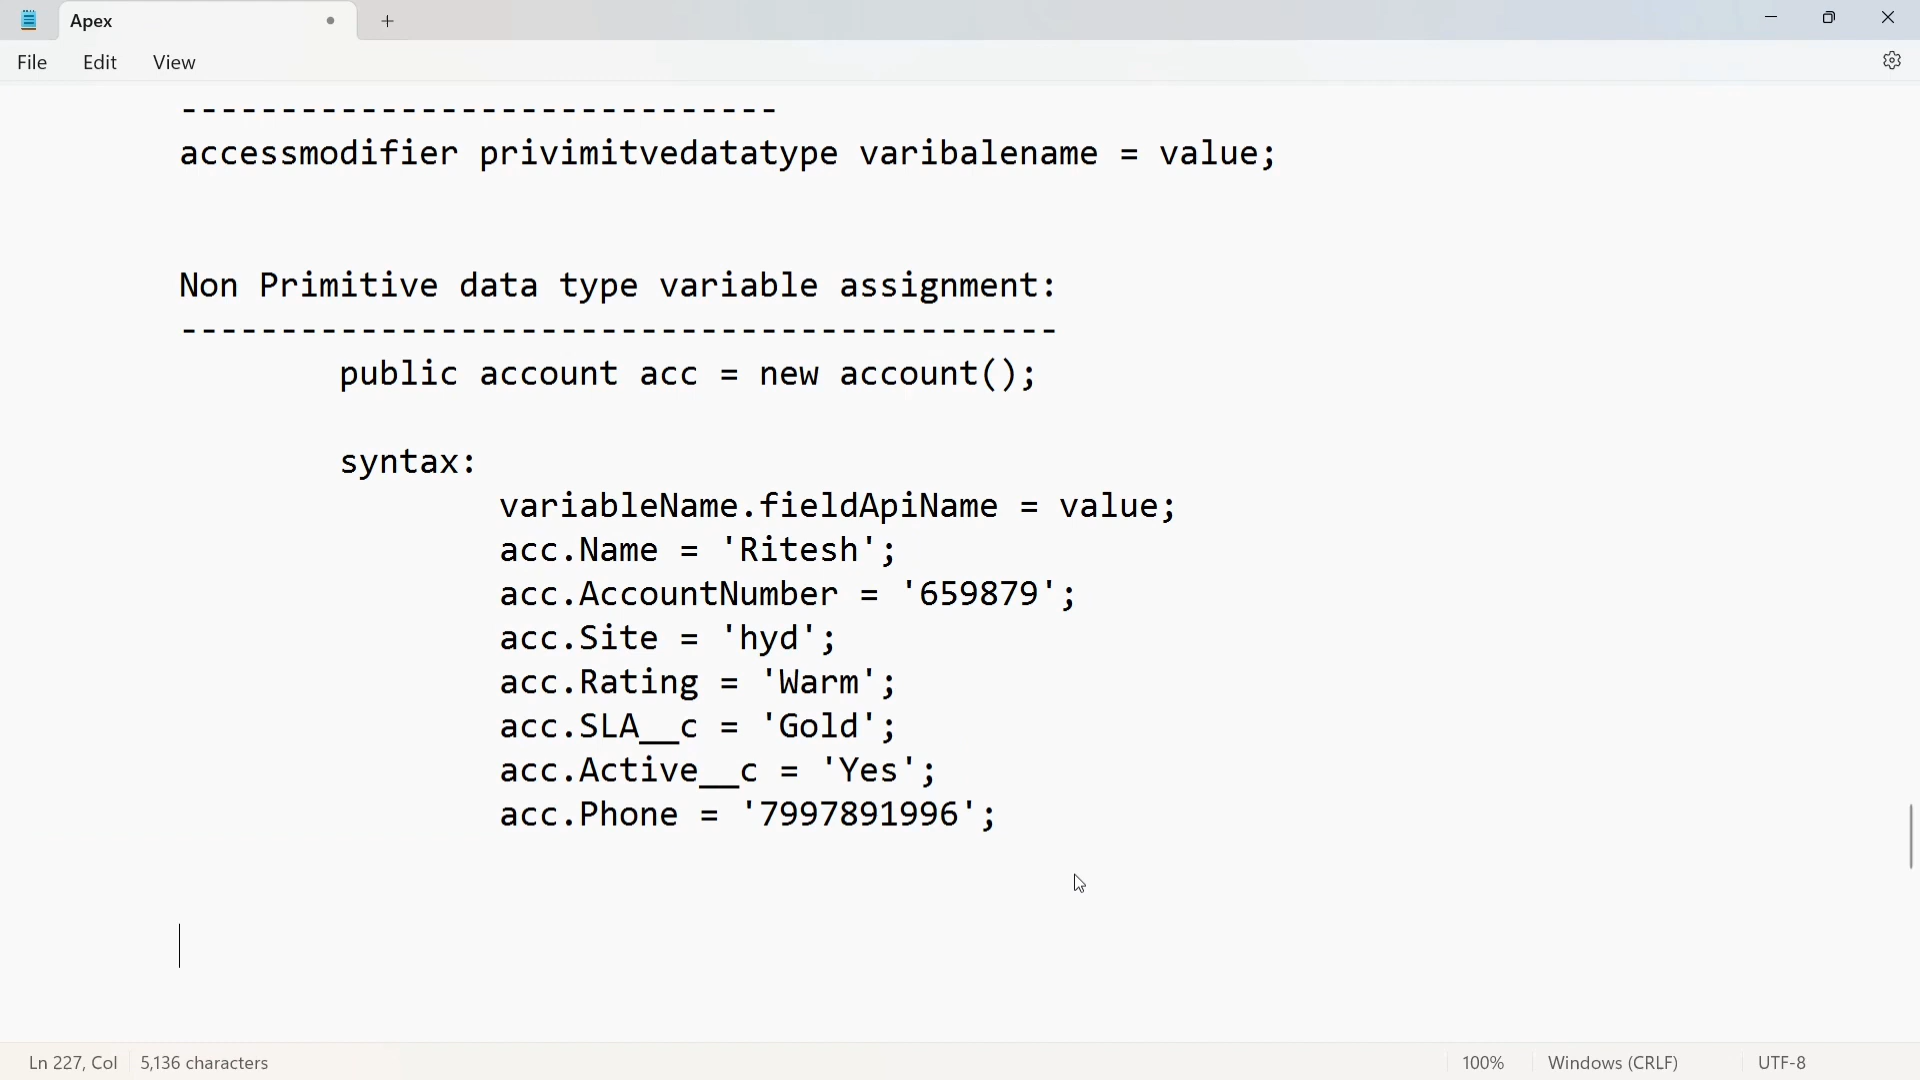 Apex
File Edit View
------------------------------
accessmodifier privimitvedatatype varibalename = value;
Non Primitive data type variable assignment:
--------------------------------------------
public account acc = new account();
syntax:
variableName.fieldApiName = value;
acc.Name = 'Ritesh';
acc.AccountNumber = '659879';
acc.Site = 'hyd';
acc.Rating = 'Warm';
acc.SLA__c = 'Gold';
acc.Active__c = 'Yes';
acc.Phone = '7997891996';
Ln 227, Col 5,136 characters 100% Windows (CRLF) UTF-8